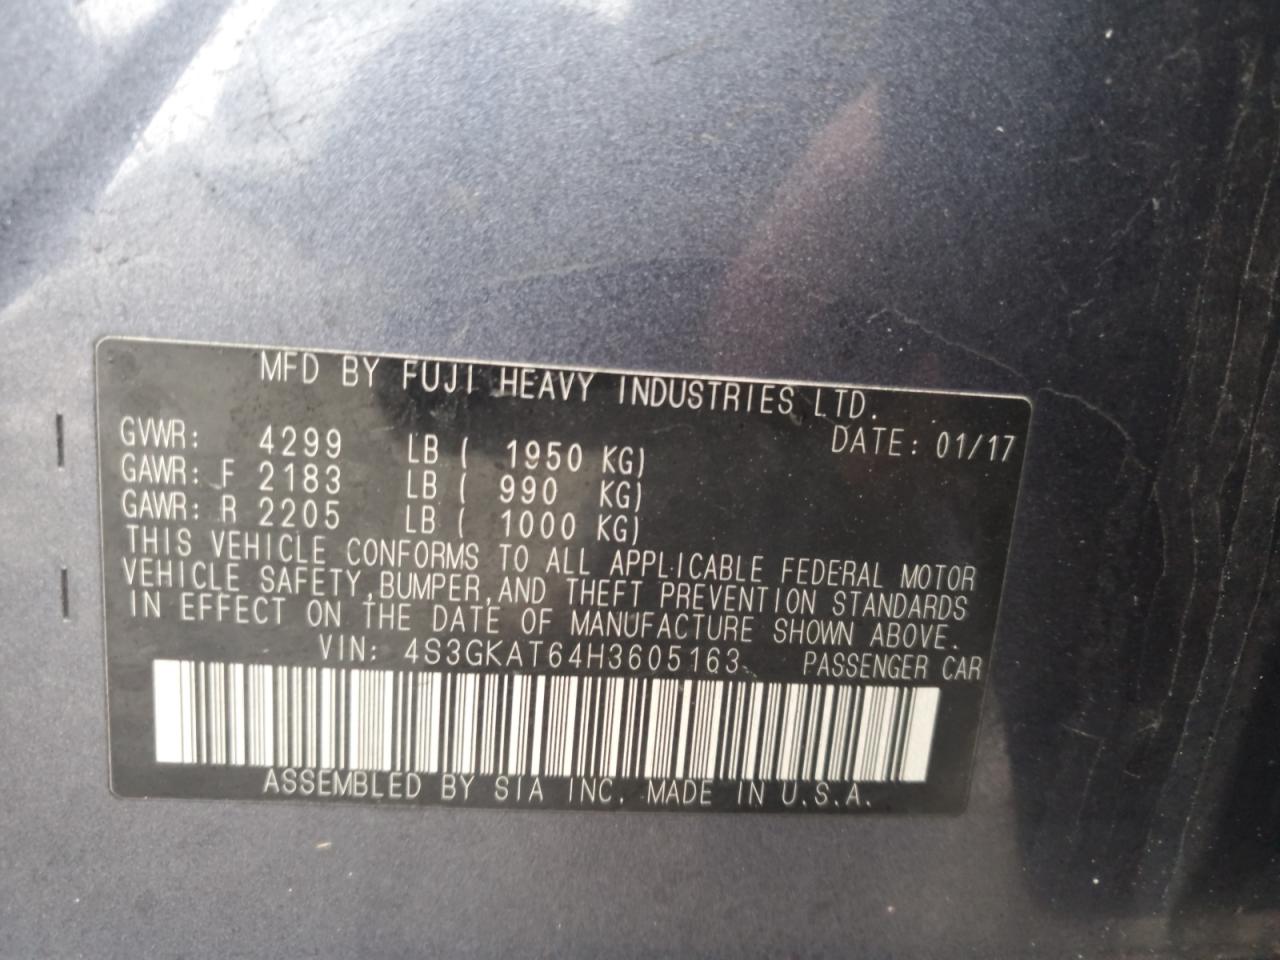 MFD BY FUJI HEAVY INDUSTRIES LTD.
DATE: 01/17
GVWR: 4299 LB ( 1950 KG)
GAWR: F 2183 LB ( 990 KG)
GAWR: R 2205 LB ( 1000 KG)
THIS VEHICLE CONFORMS TO ALL APPLICABLE FEDERAL MOTOR
VEHICLE SAFETY, BUMPER, AND THEFT PREVENTION STANDARDS
IN EFFECT ON THE DATE OF MANUFACTURE SHOWN ABOVE.
VIN: 4S3GKAT64H3605163 PASSENGER CAR
ASSEMBLED BY SIA INC. MADE IN U.S.A.